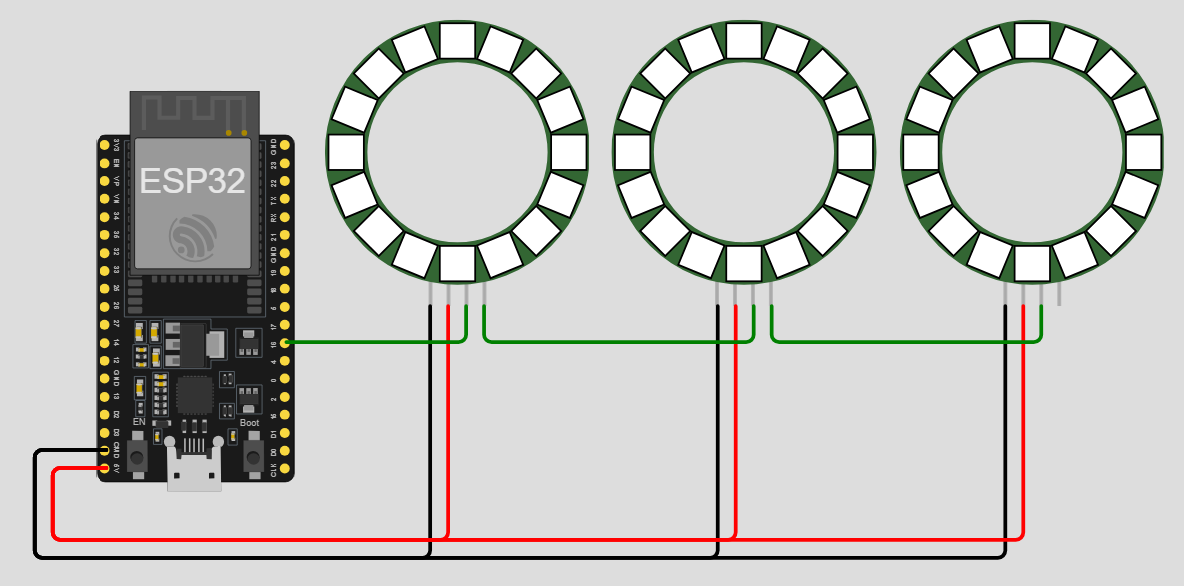 ESP32
3V3
EN
VP
VN
34
35
32
33
25
26
27
14
12
GND
13
D2
D3
CMD
5V
GND
23
22
TX
RX
21
GND
19
18
5
17
16
4
0
2
15
D1
D0
CLK
EN
Boot